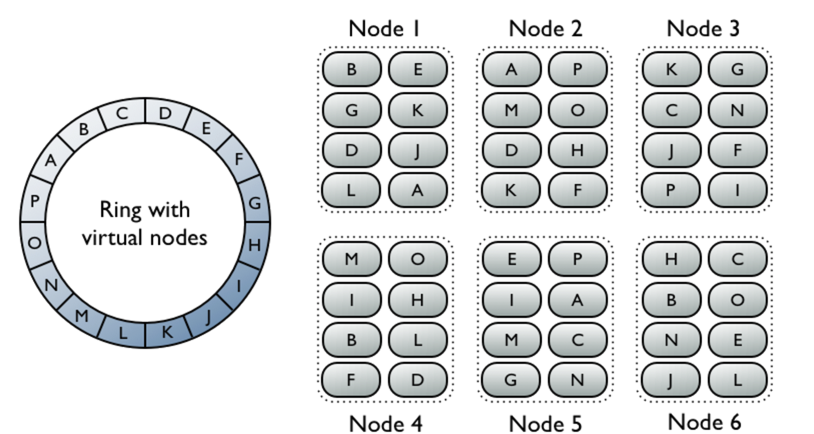 Ring with
virtual nodes
A
B
C
D
E
F
G
H
I
J
K
L
M
N
O
P
Node 1
B E
G K
D J
L A
Node 2
A P
M O
D H
K F
Node 3
K G
C N
J F
P I
M O
I H
B L
F D
Node 4
E P
I A
M C
G N
Node 5
H C
B O
N E
J L
Node 6